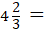 4 2/3 =